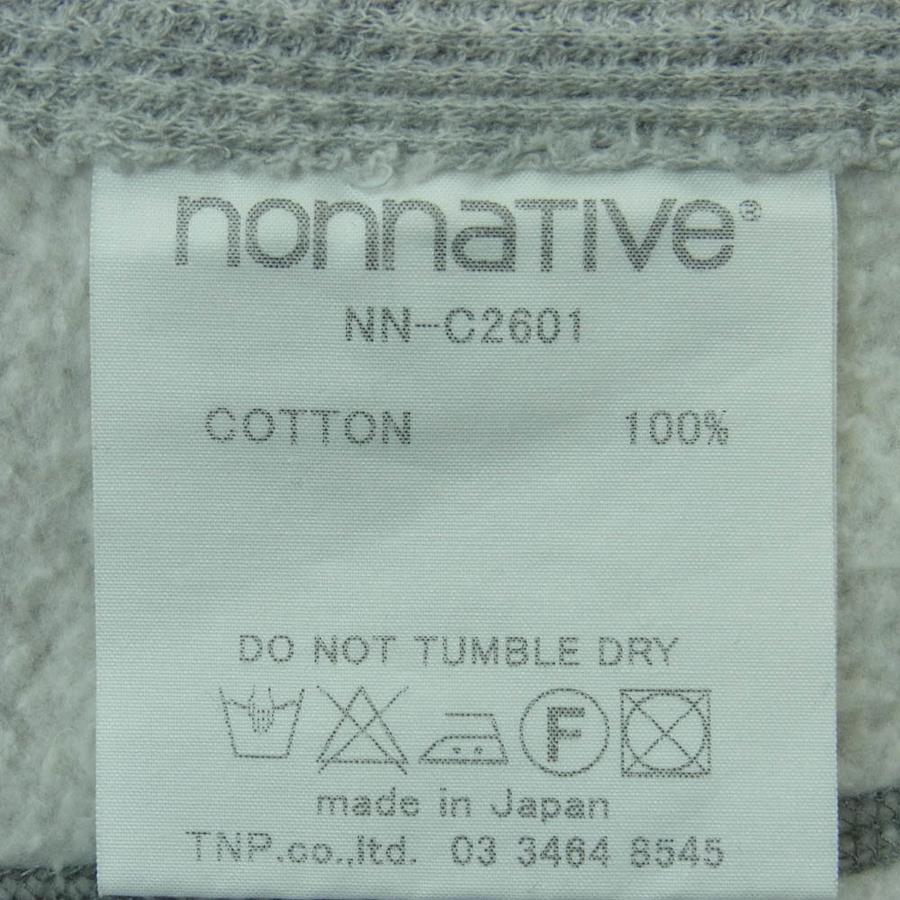 nonnative®
NN-C2601
COTTON 100%
DO NOT TUMBLE DRY
F
made in Japan
TNP.co.,ltd. 03 3464 8545